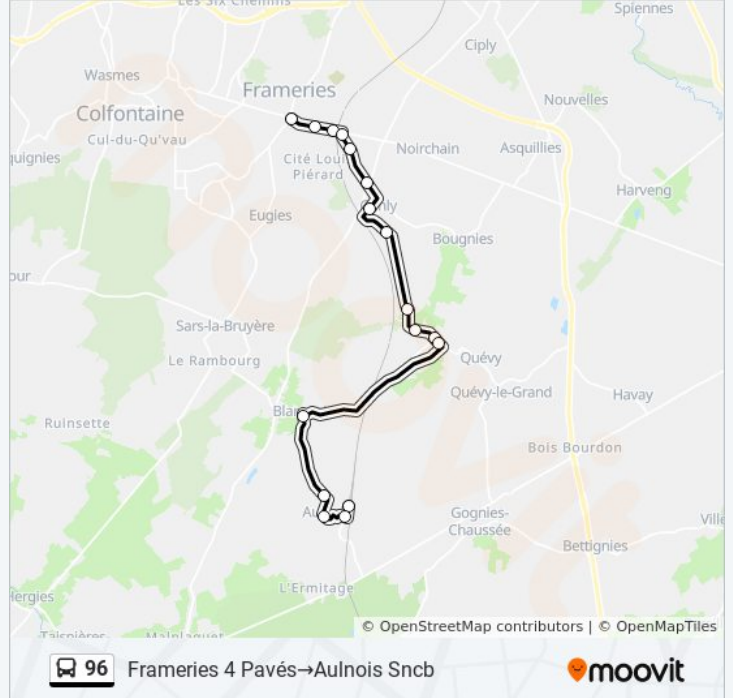 Les Six Chemins
Spiennes
Ciply
Wasmes
Frameries
Nouvelles
Colfontaine
Cul-du-Qu'vau
Noirchain
Asquillies
Cité Loui
Piérard
Harveng
Eugies
Bougnies
Sars-la-Bruyère
Le Rambourg
Quévy
Quévy-le-Grand
Havay
Ruinsette
Bois Bourdon
Gognies-
Chaussée
Bettignies
L'Ermitage
© OpenStreetMap contributors | © OpenMapTiles
96 Frameries 4 Pavés→Aulnois Sncb
moovit